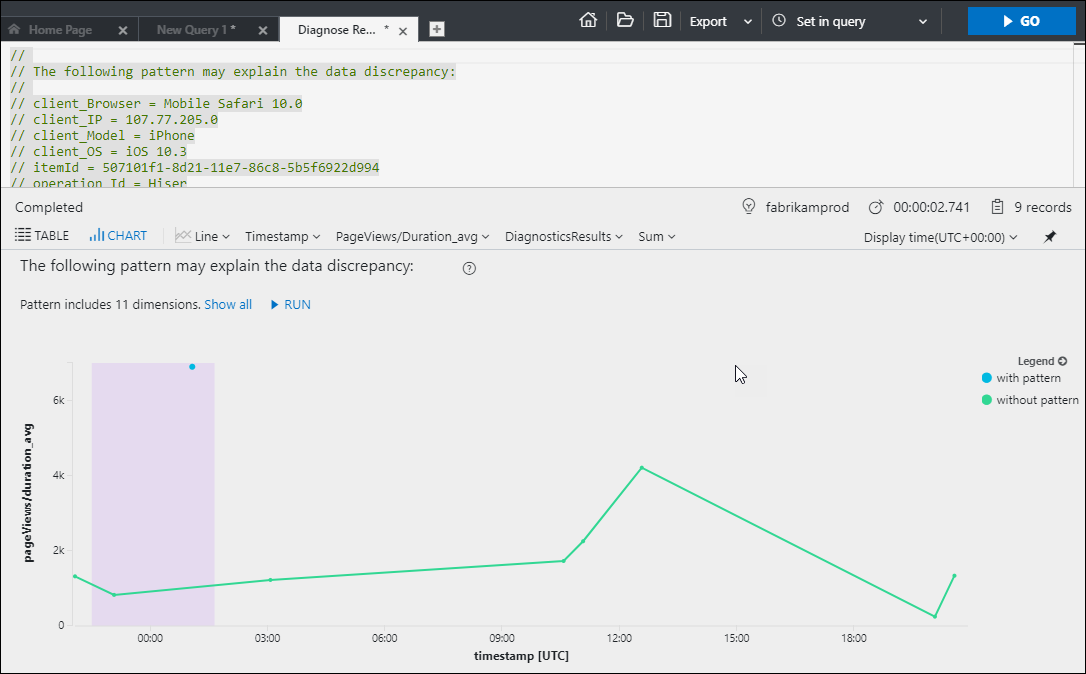 Home Page
New Query 1 *
Diagnose Re... *
Export
Set in query
GO
//
// The following pattern may explain the data discrepancy:
//
// client_Browser = Mobile Safari 10.0
// client_IP = 107.77.205.0
// client_Model = iPhone
// client_OS = iOS 10.3
// itemId = 507101f1-8d21-11e7-86c8-5b5f6922d994
// operation_Id = Hiser
Completed
fabrikamprod
00:00:02.741
9 records
TABLE
CHART
Line
Timestamp
PageViews/Duration_avg
DiagnosticsResults
Sum
Display time(UTC+00:00)
The following pattern may explain the data discrepancy:
Pattern includes 11 dimensions. Show all
RUN
Legend
with pattern
without pattern
pageViews/duration_avg
6k
4k
2k
0
00:00
03:00
06:00
09:00
12:00
15:00
18:00
timestamp [UTC]